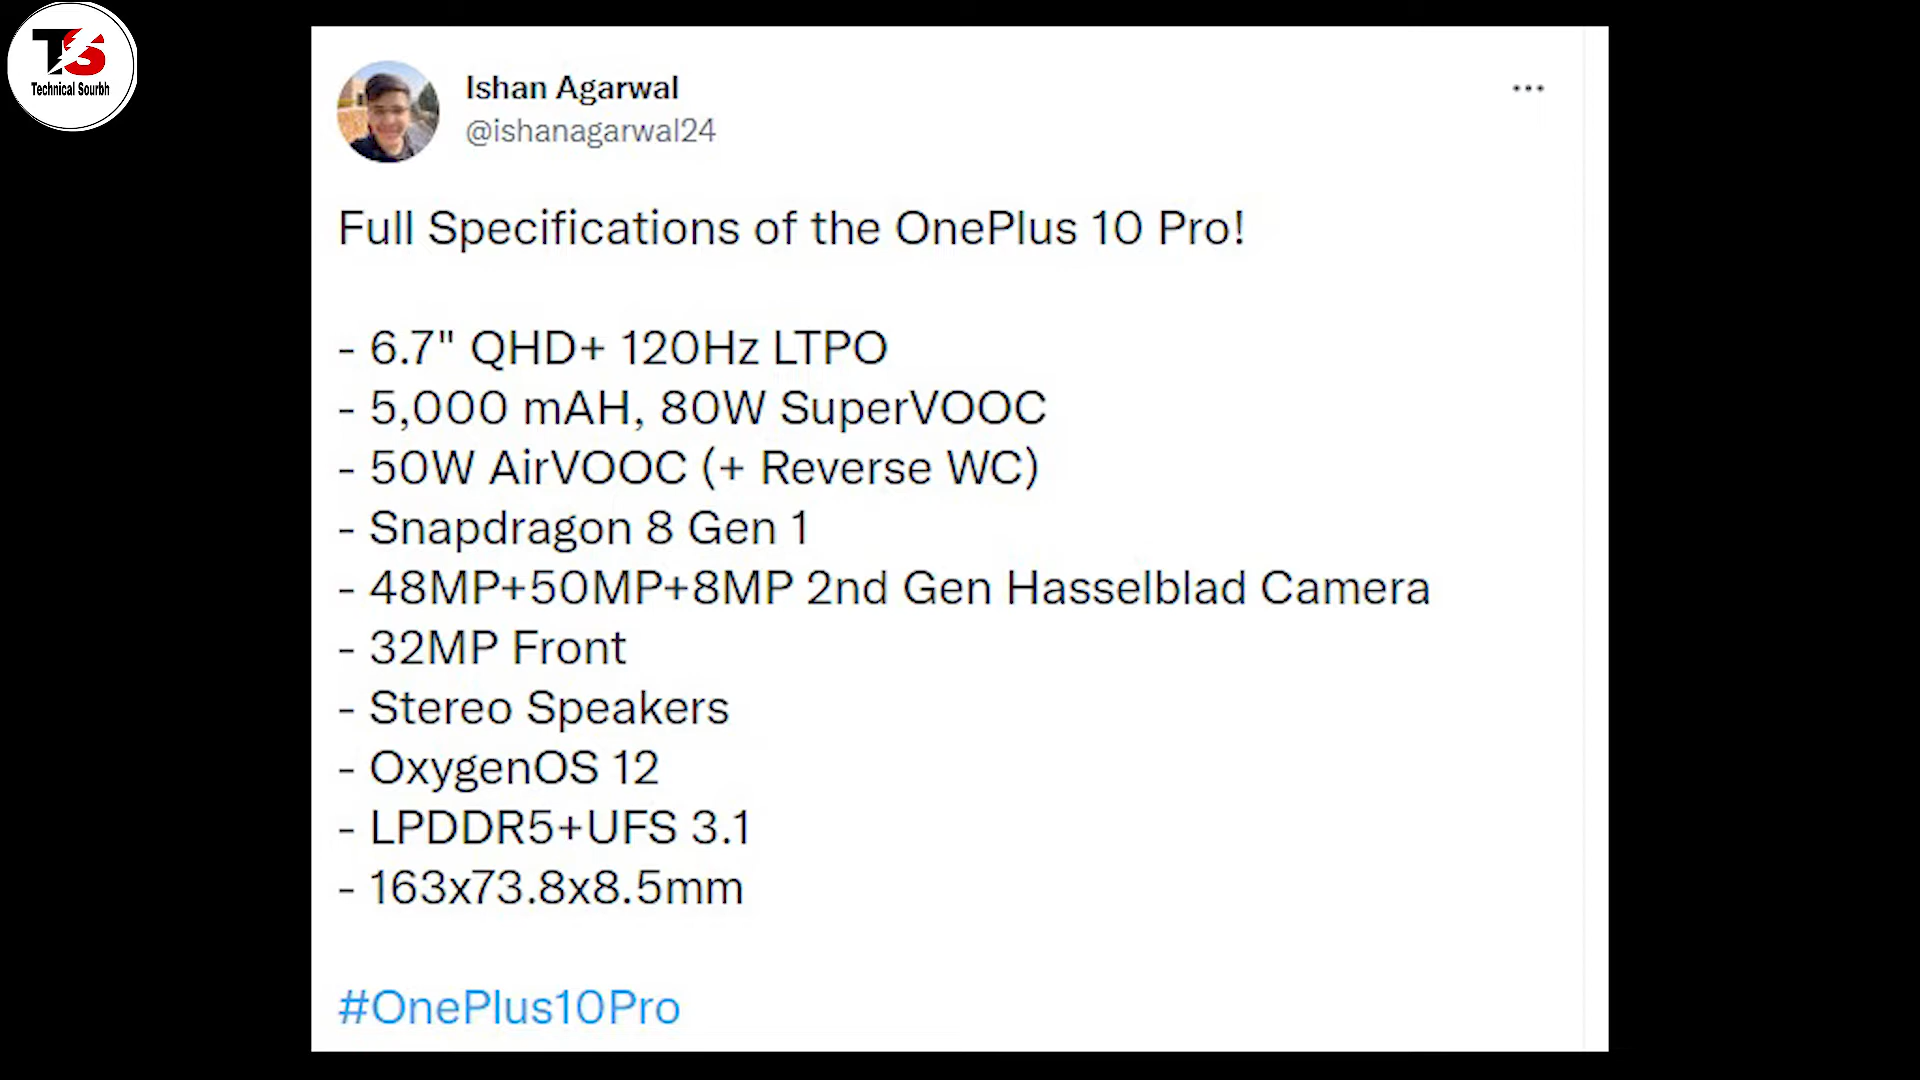 TS
Technical Sourbh
Ishan Agarwal
@ishanagarwal24
Full Specifications of the OnePlus 10 Pro!
- 6.7" QHD+ 120Hz LTPO
- 5,000 mAH, 80W SuperVOOC
- 50W AirVOOC (+ Reverse WC)
- Snapdragon 8 Gen 1
- 48MP+50MP+8MP 2nd Gen Hasselblad Camera
- 32MP Front
- Stereo Speakers
- OxygenOS 12
- LPDDR5+UFS 3.1
- 163x73.8x8.5mm
#OnePlus10Pro